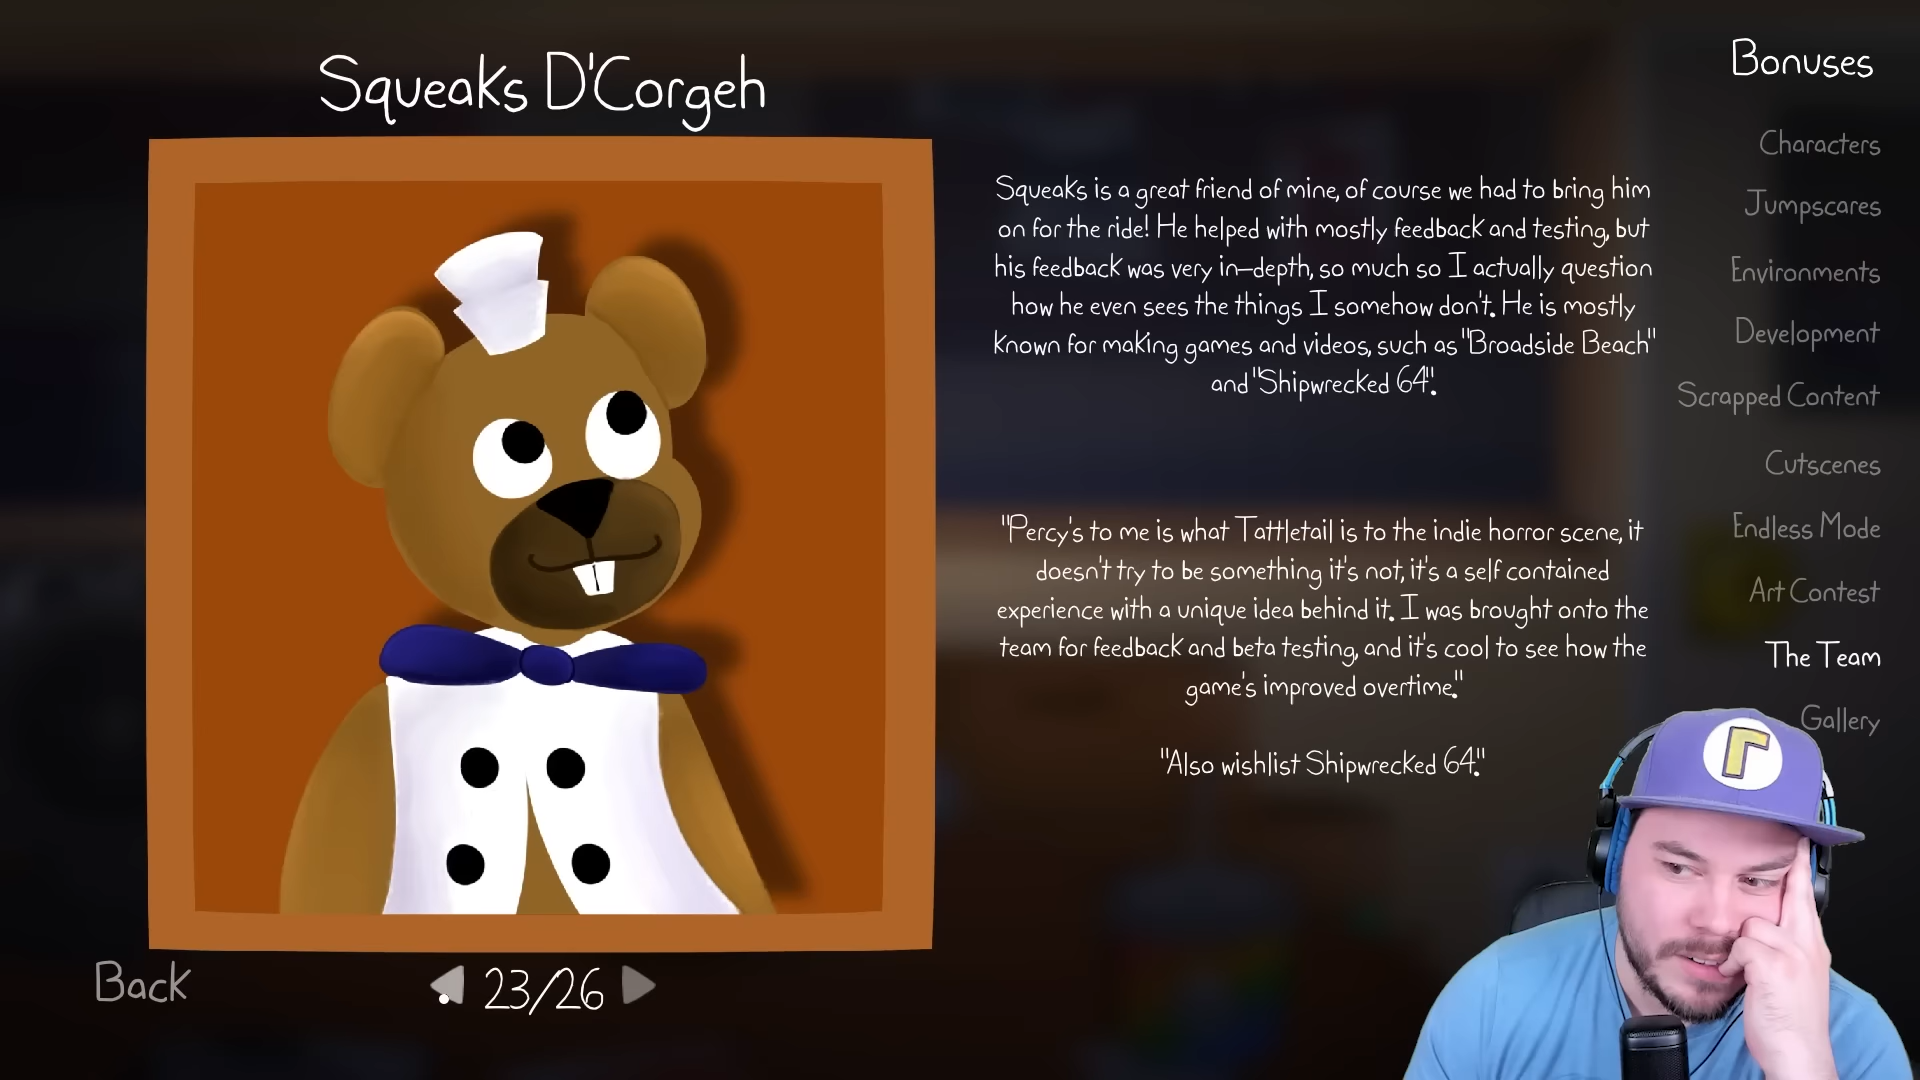 Squeaks D'Corgeh
Squeaks is a great friend of mine, of course we had to bring him
on for the ride! He helped with mostly feedback and testing, but
his feedback was very in-depth, so much so I actually question
how he even sees the things I somehow don't. He is mostly
known for making games and videos, such as "Broadside Beach"
and "Shipwrecked 64".
"Percy's to me is what Tattletail is to the indie horror scene, it
doesn't try to be something it's not, it's a self contained
experience with a unique idea behind it. I was brought onto the
team for feedback and beta testing, and it's cool to see how the
game's improved overtime."
"Also wishlist Shipwrecked 64."
Bonuses
Characters
Jumpscares
Environments
Development
Scrapped Content
Cutscenes
Endless Mode
Art Contest
The Team
Gallery
Back
23/26